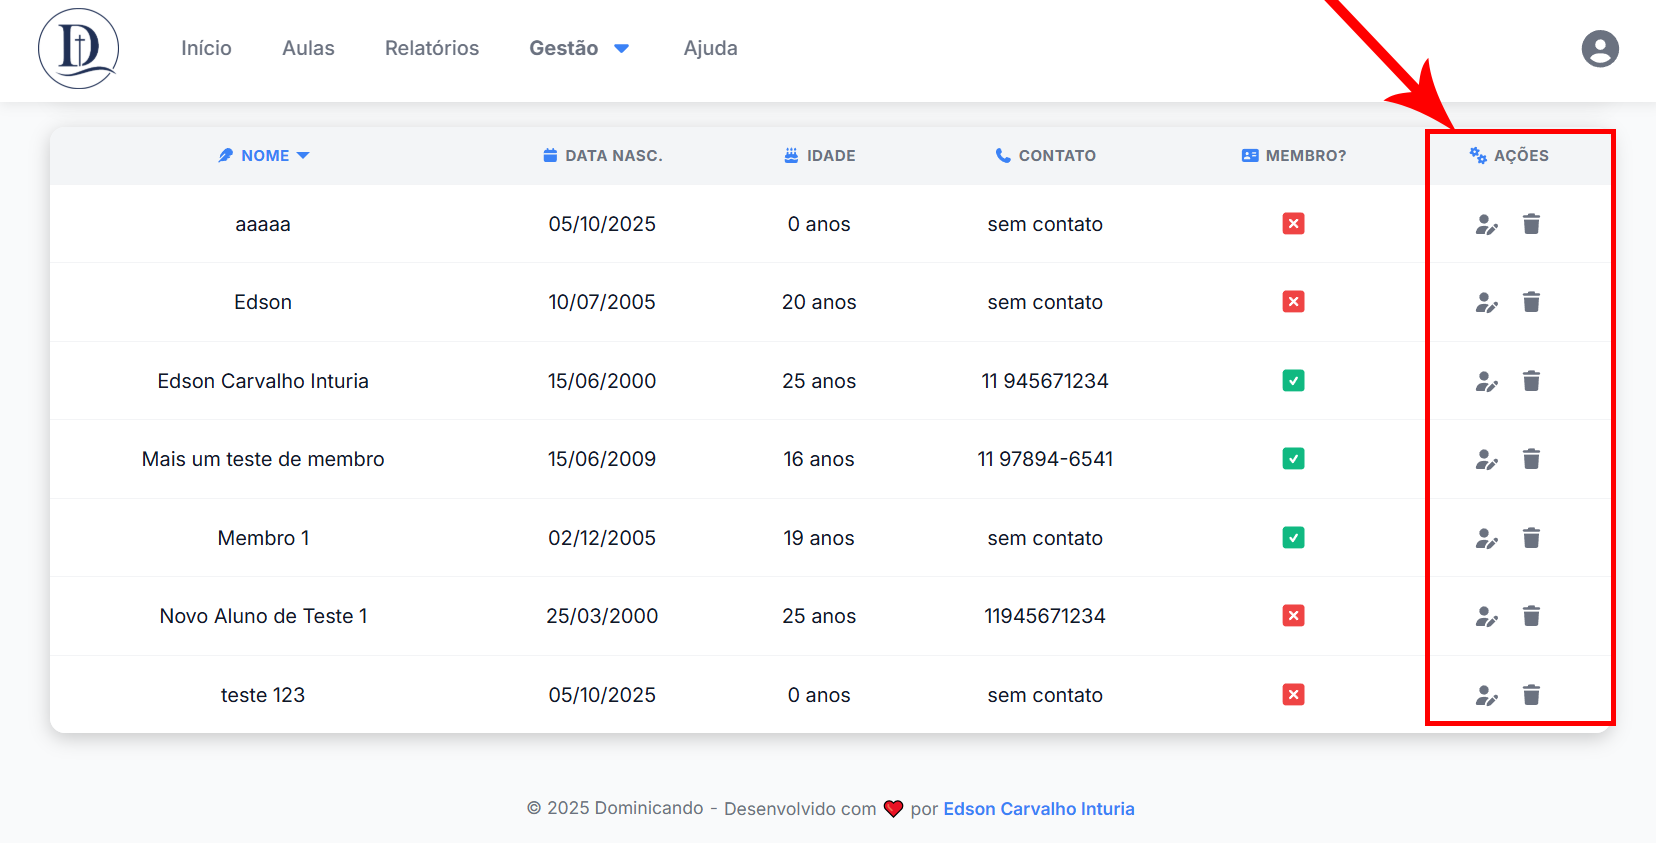 D
Início Aulas Relatórios Gestão Ajuda
NOME DATA NASC. IDADE CONTATO MEMBRO? AÇÕES
aaaaa 05/10/2025 0 anos sem contato
Edson 10/07/2005 20 anos sem contato
Edson Carvalho Inturia 15/06/2000 25 anos 11 945671234
Mais um teste de membro 15/06/2009 16 anos 11 97894-6541
Membro 1 02/12/2005 19 anos sem contato
Novo Aluno de Teste 1 25/03/2000 25 anos 11945671234
teste 123 05/10/2025 0 anos sem contato
© 2025 Dominicando - Desenvolvido com ❤️ por Edson Carvalho Inturia